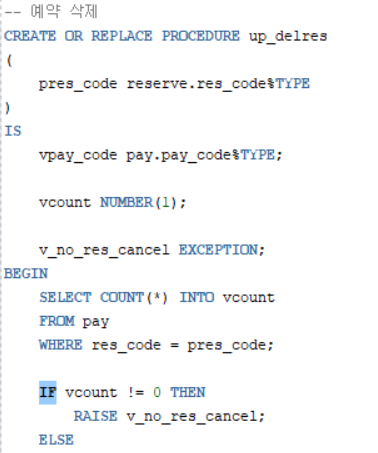 -- 예약 삭제
CREATE OR REPLACE PROCEDURE up_delres
(
    pres_code reserve.res_code%TYPE
)
IS
    vpay_code pay.pay_code%TYPE;
    vcount NUMBER(1);
    v_no_res_cancel EXCEPTION;
BEGIN
    SELECT COUNT(*) INTO vcount
    FROM pay
    WHERE res_code = pres_code;
    IF vcount != 0 THEN
        RAISE v_no_res_cancel;
    ELSE